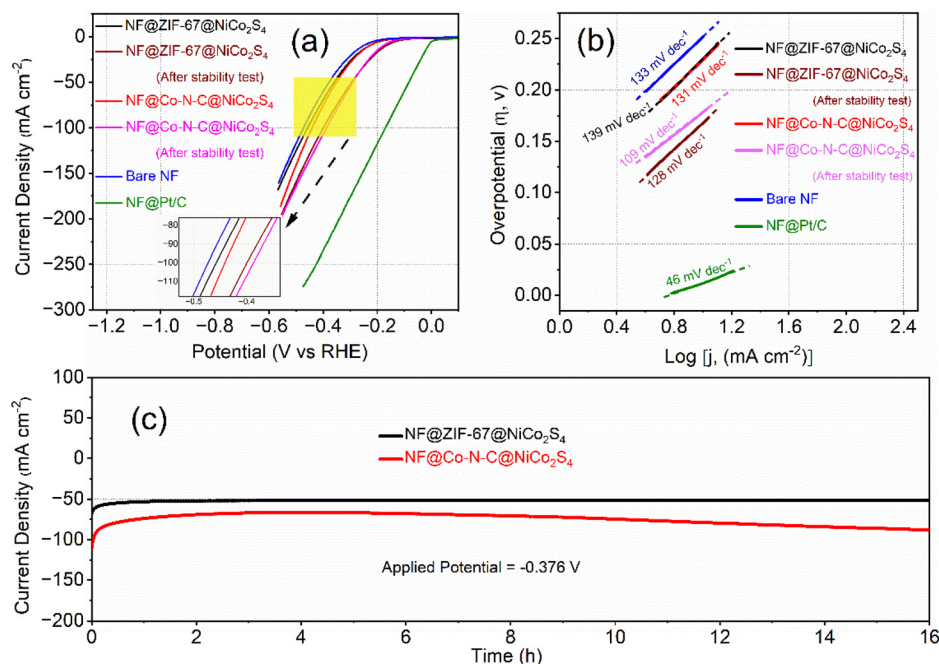 (a)
NF@ZIF-67@NiCo₂S₄
NF@ZIF-67@NiCo₂S₄
(After stability test)
NF@Co-N-C@NiCo₂S₄
NF@Co-N-C@NiCo₂S₄
(After stability test)
Bare NF
NF@Pt/C
Current Density (mA cm⁻²)
0
−50
−100
−150
−200
−250
−300
-80
-90
-100
-110
-0.5
-0.4
−1.2
−1.0
−0.8
−0.6
−0.4
−0.2
0.0
Potential (V vs RHE)
(b)
NF@ZIF-67@NiCo₂S₄
NF@ZIF-67@NiCo₂S₄
(After stability test)
NF@Co-N-C@NiCo₂S₄
NF@Co-N-C@NiCo₂S₄
(After stability test)
Bare NF
NF@Pt/C
133 mV dec⁻¹
131 mV dec⁻¹
139 mV dec⁻¹
109 mV dec⁻¹
128 mV dec⁻¹
46 mV dec⁻¹
Overpotential η, v)
0.25
0.20
0.15
0.10
0.05
0.00
0.0
0.4
0.8
1.2
1.6
2.0
2.4
Log [j, (mA cm⁻²)]
(c)
NF@ZIF-67@NiCo₂S₄
NF@Co-N-C@NiCo₂S₄
Applied Potential = -0.376 V
Current Density (mA cm⁻²)
100
50
0
−50
−100
−150
−200
0
2
4
6
8
10
12
14
16
Time (h)